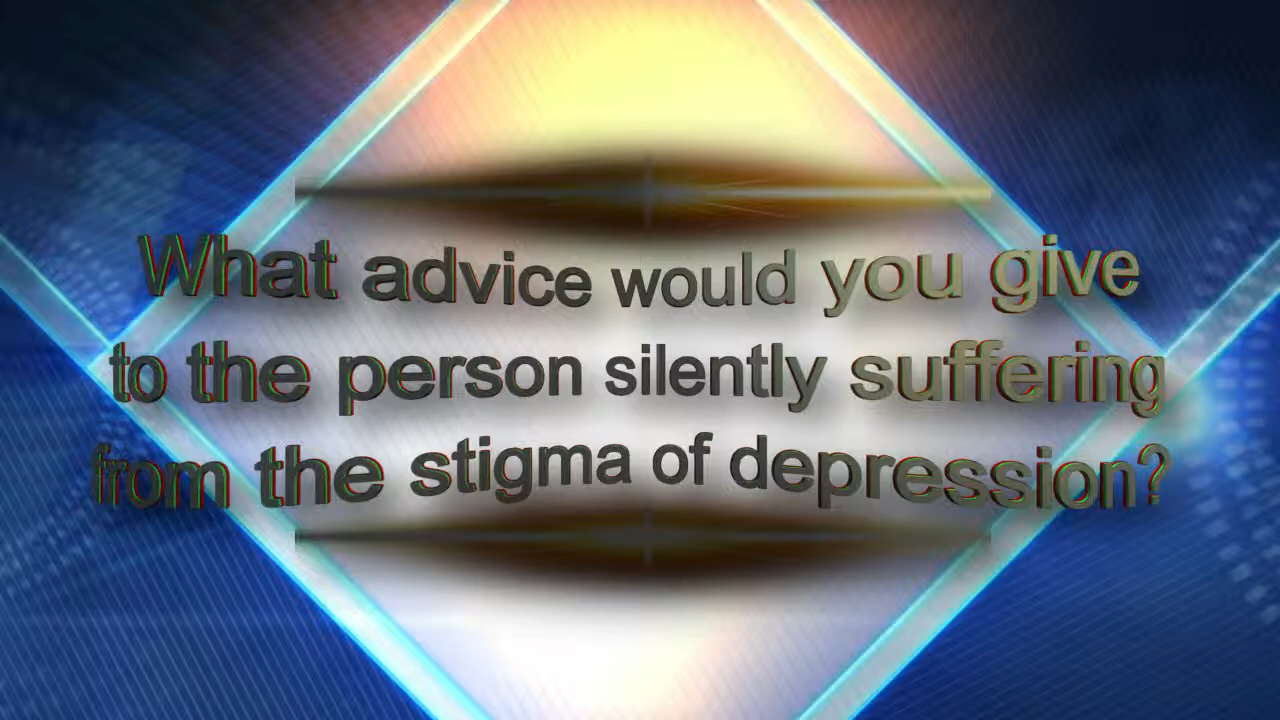 What advice would you give
to the person silently suffering
from the stigma of depression?